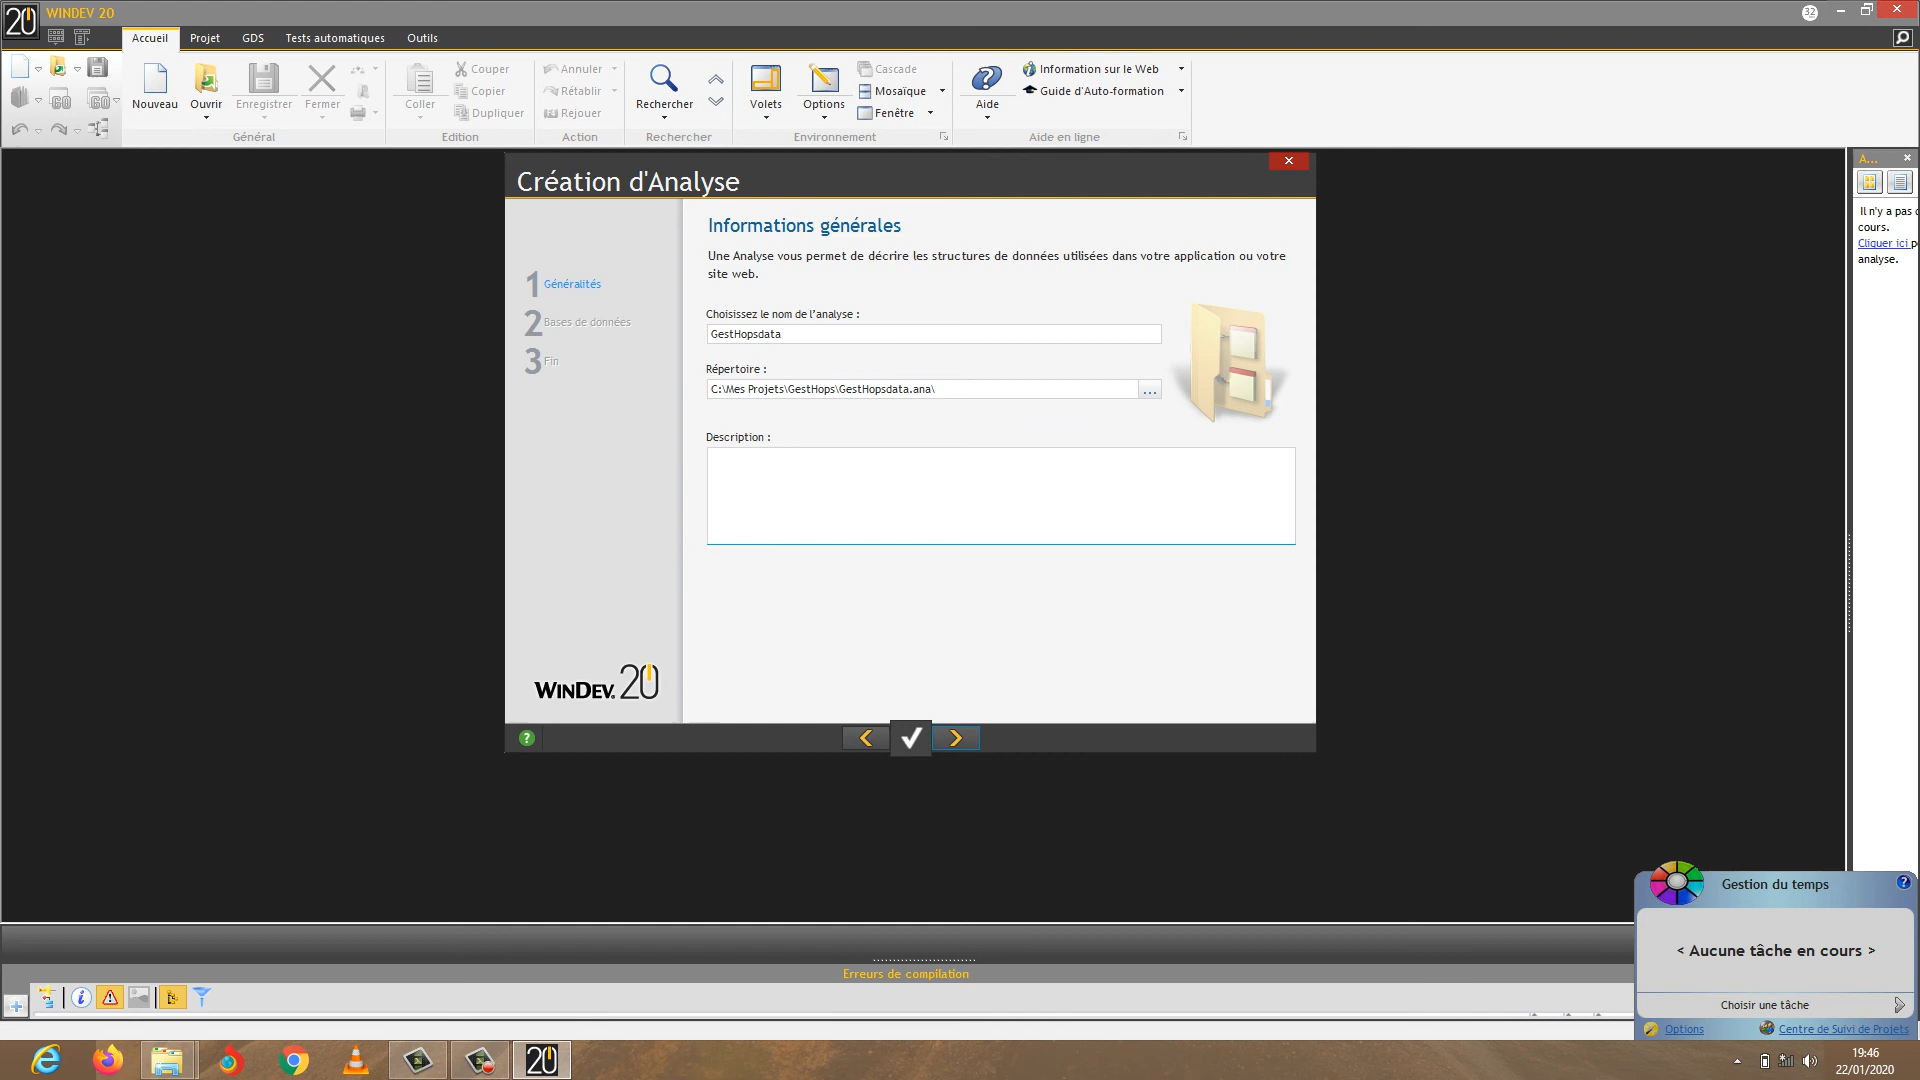 20
WINDEV 20
32
Accueil
Projet
GDS
Tests automatiques
Outils
Nouveau
Ouvrir
Enregistrer
Fermer
Général
Coller
Couper
Copier
Dupliquer
Edition
Annuler
Rétablir
Rejouer
Action
Rechercher
Rechercher
Volets
Options
Cascade
Mosaïque
Fenêtre
Environnement
Aide
Information sur le Web
Guide d'Auto-formation
Aide en ligne
GO
GO
Création d'Analyse
Informations générales
Une Analyse vous permet de décrire les structures de données utilisées dans votre application ou votre
site web.
1 Généralités
2 Bases de données
3 Fin
Choisissez le nom de l'analyse :
GestHopsdata
Répertoire :
C:\Mes Projets\GestHops\GestHopsdata.ana\
...
Description :
WINDEV. 20
A...
Il n'y a pas
cours.
Cliquer ici p
analyse.
Gestion du temps
< Aucune tâche en cours >
Choisir une tâche
Options
Centre de Suivi de Projets
Erreurs de compilation
20
19:46
22/01/2020